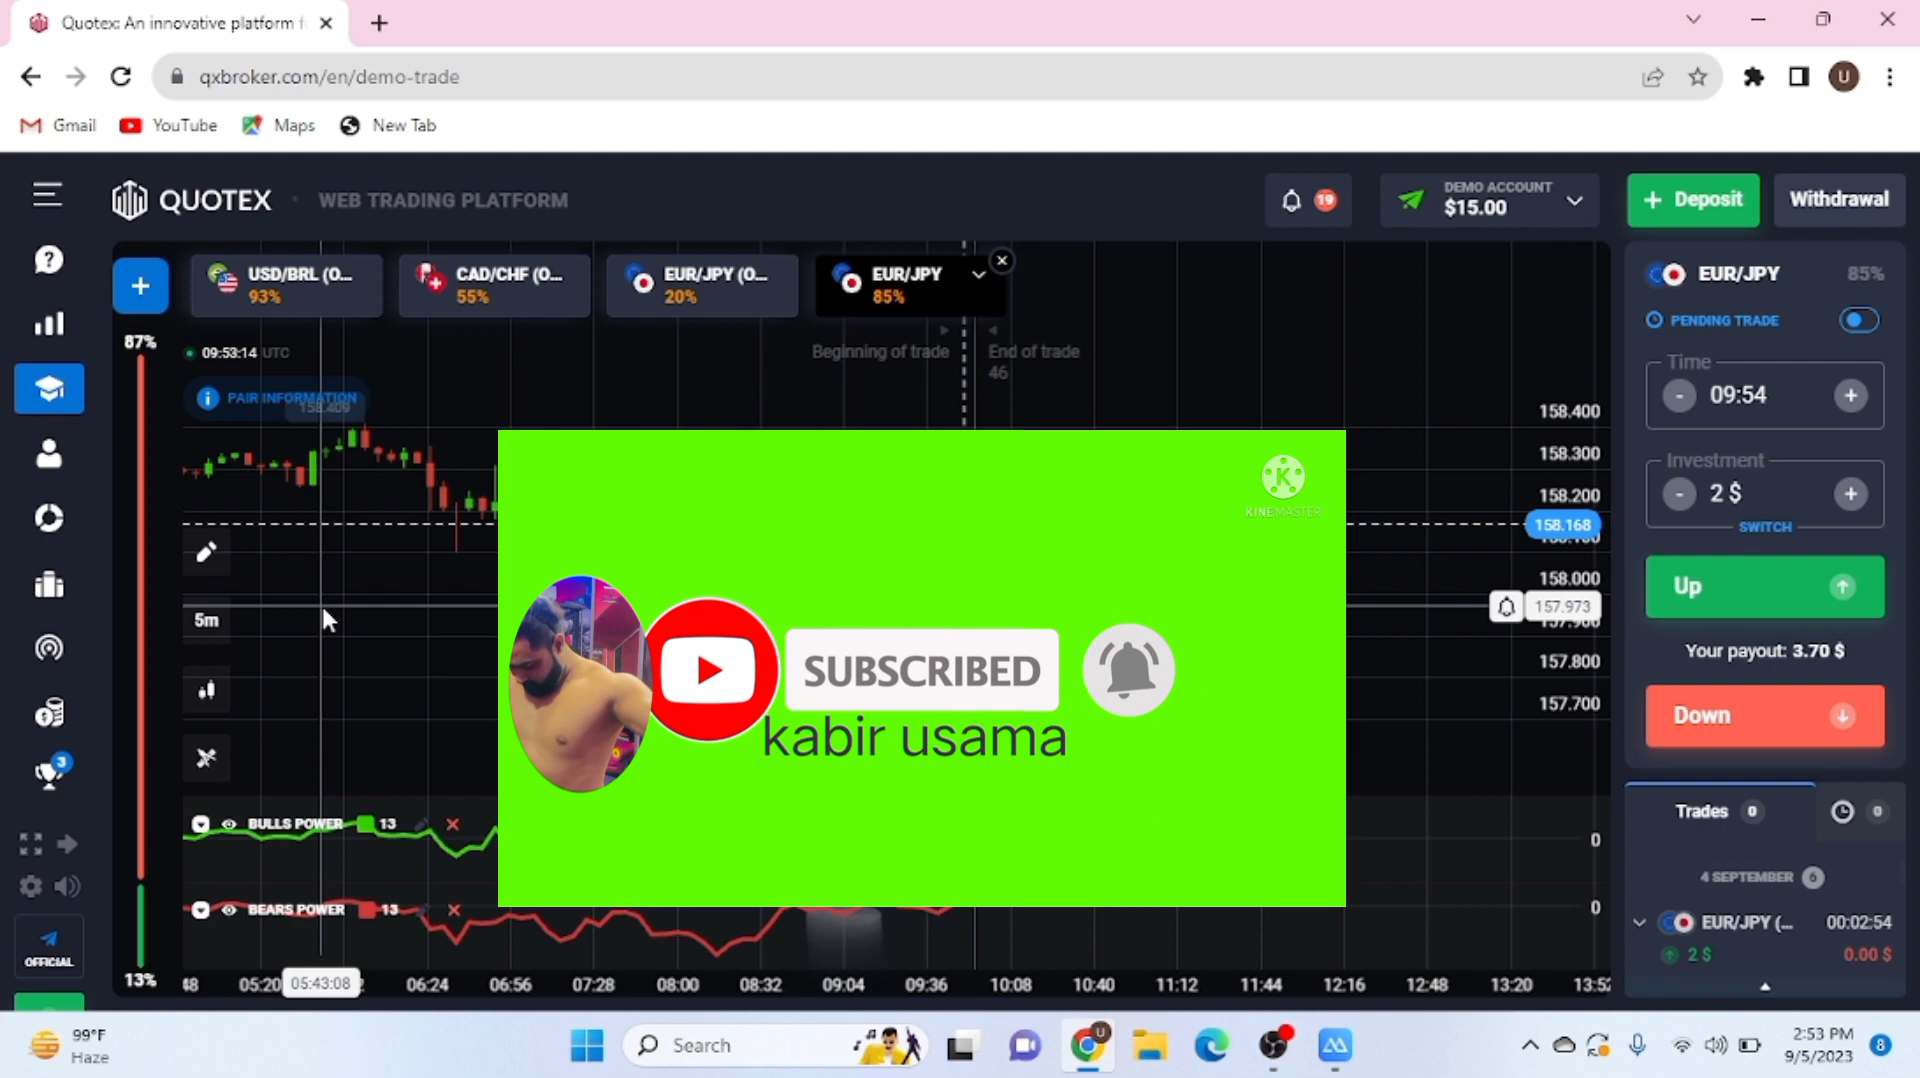 Quotex: An innovative platform f
qxbroker.com/en/demo-trade
U
Gmail
YouTube
Maps
New Tab
QUOTEX
WEB TRADING PLATFORM
19
DEMO ACCOUNT
$15.00
+ Deposit
Withdrawal
USD/BRL (O...
93%
CAD/CHF (O...
55%
EUR/JPY (O...
20%
EUR/JPY
85%
87%
09:53:14 UTC
Beginning of trade
End of trade
46
PAIR INFORMATION
158.409
158.400
158.300
158.200
158.168
158.000
157.973
157.800
157.700
5m
KINEMASTER
SUBSCRIBED
kabir usama
BULLS POWER 13
0
BEARS POWER 13
0
13%
48
05:20
05:43:08
06:24
06:56
07:28
08:00
08:32
09:04
09:36
10:08
10:40
11:12
11:44
12:16
12:48
13:20
13:52
3
OFFICIAL
EUR/JPY 85%
PENDING TRADE
Time
- 09:54 +
Investment
- 2 $ +
SWITCH
Up
Your payout: 3.70 $
Down
Trades 0
0
4 SEPTEMBER 6
EUR/JPY (... 00:02:54
2 $ 0.00 $
99°F
Haze
Search
U
2:53 PM
9/5/2023
8